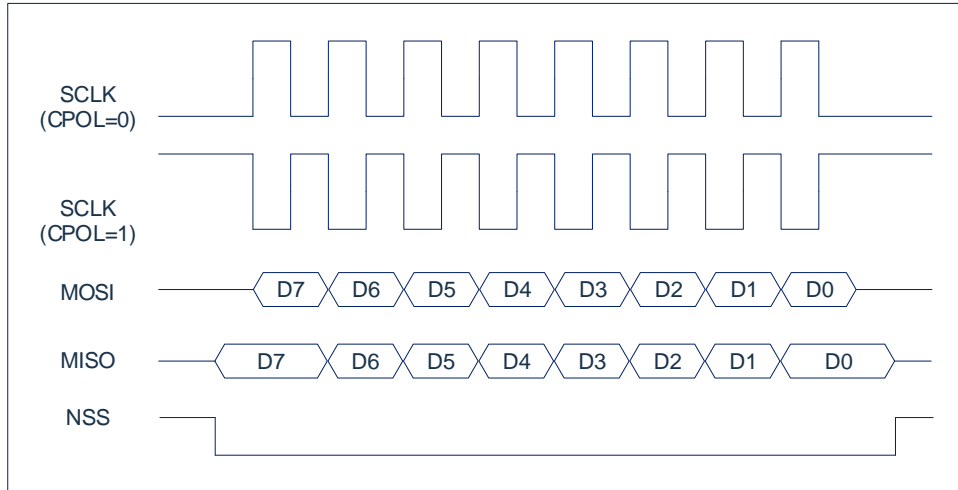 SCLK
(CPOL=0)
SCLK
(CPOL=1)
MOSI D7 D6 D5 D4 D3 D2 D1 D0
MISO D7 D6 D5 D4 D3 D2 D1 D0
NSS